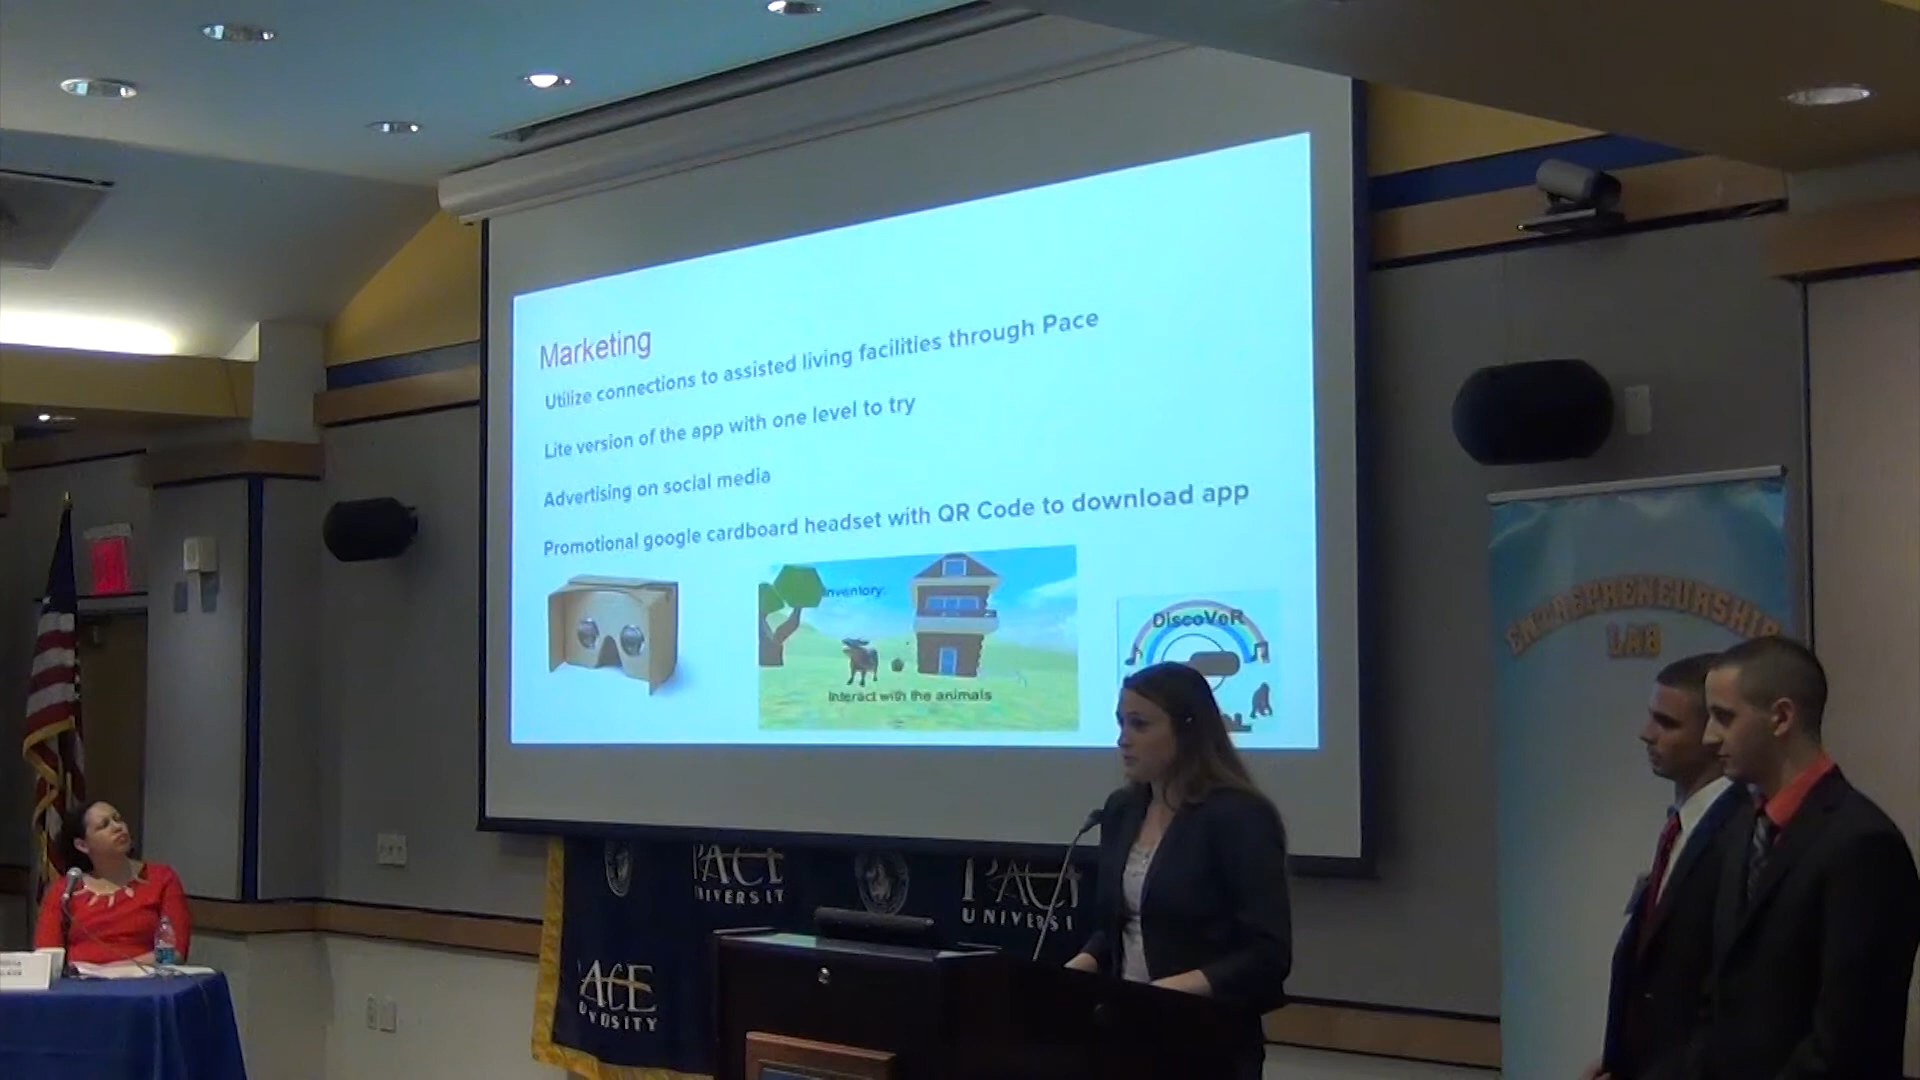 Marketing
Utilize connections to assisted living facilities through Pace
Lite version of the app with one level to try
Advertising on social media
Promotional google cardboard headset with QR Code to download app
Inventory:
Interact with the animals
DiscoVeR
ENTREPRENEURSHIP
LAB
PACE
UNIVERSITY
PACE
UNIVERSI
PACE
UNIVERSITY